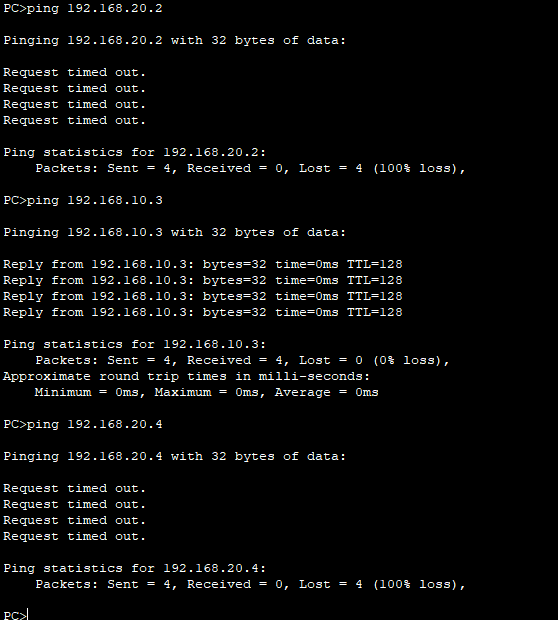 PC>ping 192.168.20.2
Pinging 192.168.20.2 with 32 bytes of data:
Request timed out.
Request timed out.
Request timed out.
Request timed out.
Ping statistics for 192.168.20.2:
Packets: Sent = 4, Received = 0, Lost = 4 (100% loss),
PC>ping 192.168.10.3
Pinging 192.168.10.3 with 32 bytes of data:
Reply from 192.168.10.3: bytes=32 time=0ms TTL=128
Reply from 192.168.10.3: bytes=32 time=0ms TTL=128
Reply from 192.168.10.3: bytes=32 time=0ms TTL=128
Reply from 192.168.10.3: bytes=32 time=0ms TTL=128
Ping statistics for 192.168.10.3:
Packets: Sent = 4, Received = 4, Lost = 0 (0% loss),
Approximate round trip times in milli-seconds:
Minimum = 0ms, Maximum = 0ms, Average = 0ms
PC>ping 192.168.20.4
Pinging 192.168.20.4 with 32 bytes of data:
Request timed out.
Request timed out.
Request timed out.
Request timed out.
Ping statistics for 192.168.20.4:
Packets: Sent = 4, Received = 0, Lost = 4 (100% loss),
PC>